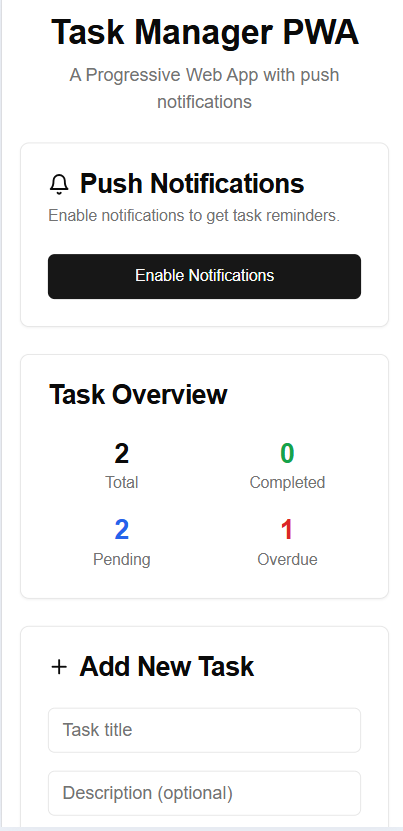 Task Manager PWA
A Progressive Web App with push
notifications
Push Notifications
Enable notifications to get task reminders.
Enable Notifications
Task Overview
2
Total
0
Completed
2
Pending
1
Overdue
Add New Task
Task title
Description (optional)